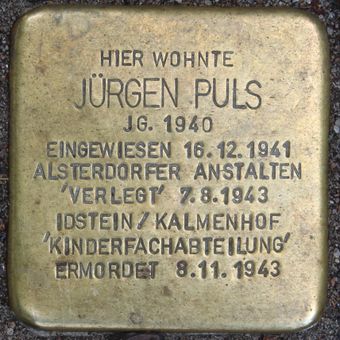 HIER WOHNTE
JÜRGEN PULS
JG. 1940
EINGEWIESEN 16.12.1941
ALSTERDORFER ANSTALTEN
'VERLEGT' 7.8.1943
IDSTEIN / KALMENHOF
'KINDERFACHABTEILUNG'
ERMORDET 8.11.1943